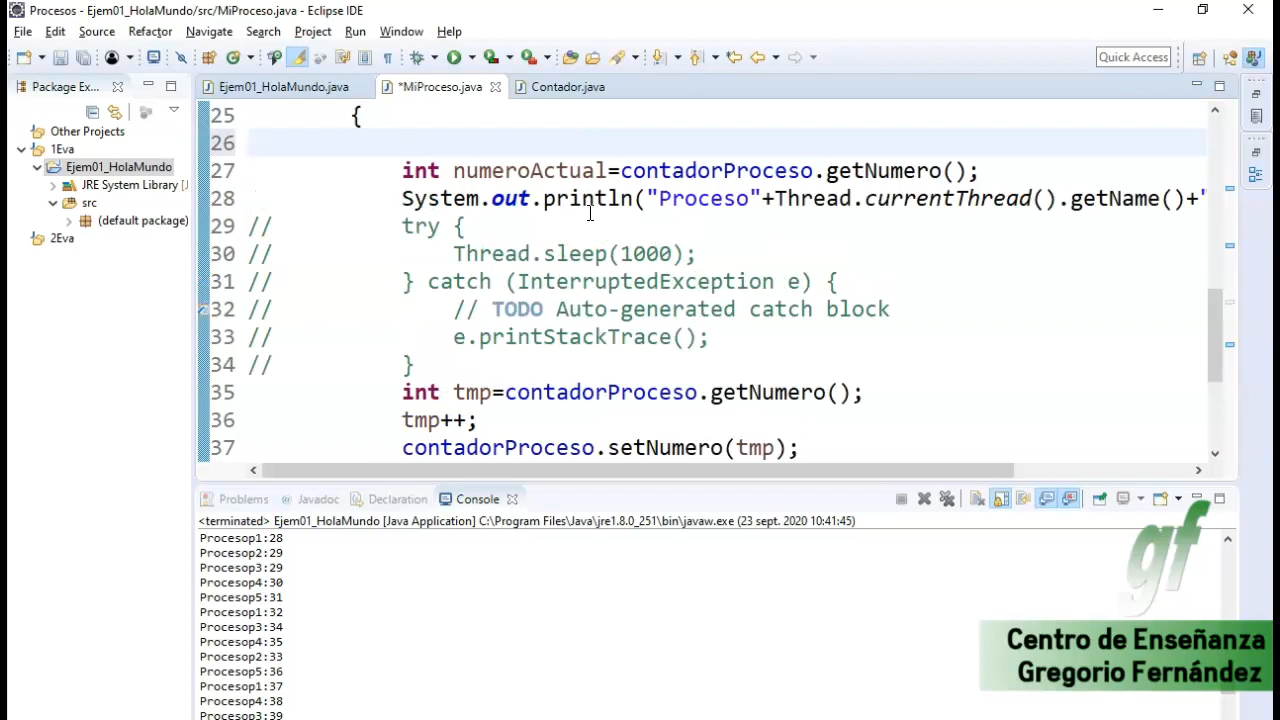 Procesos - Ejem01_HolaMundo/src/MiProceso.java - Eclipse IDE
File Edit Source Refactor Navigate Search Project Run Window Help
Quick Access
Package Ex...
Ejem01_HolaMundo.java
*MiProceso.java
Contador.java
Other Projects
1Eva
Ejem01_HolaMundo
JRE System Library [J
src
(default package)
2Eva
25 {
26
27 int numeroActual=contadorProceso.getNumero();
28 System.out.println("Proceso"+Thread.currentThread().getName()+"
29 // try {
30 // Thread.sleep(1000);
31 // } catch (InterruptedException e) {
32 // // TODO Auto-generated catch block
33 // e.printStackTrace();
34 // }
35 int tmp=contadorProceso.getNumero();
36 tmp++;
37 contadorProceso.setNumero(tmp);
Problems @ Javadoc Declaration Console
<terminated> Ejem01_HolaMundo [Java Application] C:\Program Files\Java\jre1.8.0_251\bin\javaw.exe (23 sept. 2020 10:41:45)
Procesop1:28
Procesop2:29
Procesop3:29
Procesop4:30
Procesop5:31
Procesop1:32
Procesop3:34
Procesop4:35
Procesop2:33
Procesop5:36
Procesop1:37
Procesop4:38
Procesop3:39
gf
Centro de Enseñanza
Gregorio Fernández